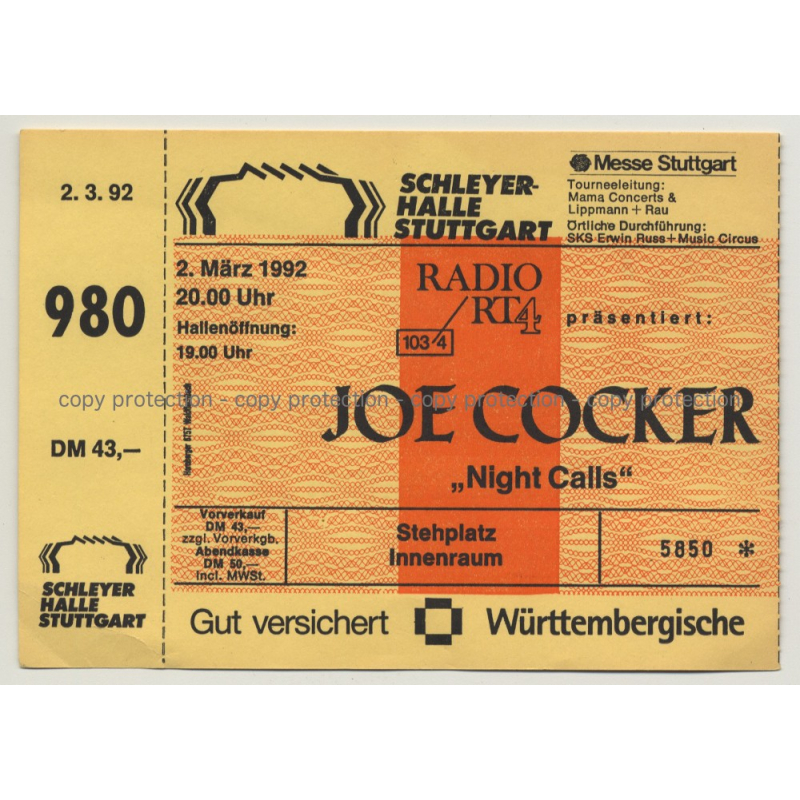 2. 3. 92
980
DM 43,—
SCHLEYER
HALLE
STUTTGART
SCHLEYER-
HALLE
STUTTGART
Messe Stuttgart
Tourneeleitung:
Mama Concerts &
Lippmann + Rau
Örtliche Durchführung:
SKS Erwin Russ + Music Circus
2. März 1992
20.00 Uhr
Hallenöffnung:
19.00 Uhr
RADIO
RT4
103 4
präsentiert:
copy protection - copy protection - copy protection - copy protection
JOE COCKER
„Night Calls“
Vorverkauf
DM 43,—
zzgl. Vorverkgb.
Abendkasse
DM 50,—
incl. MWSt.
Stehplatz
Innenraum
5850 *
Gut versichert Württembergische